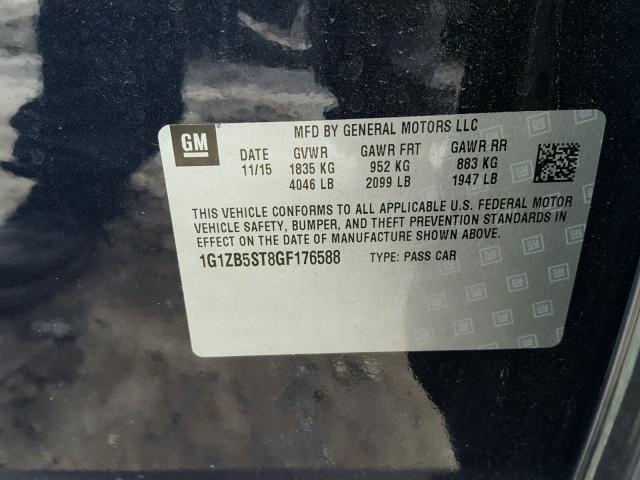 GM
MFD BY GENERAL MOTORS LLC
DATE GVWR GAWR FRT GAWR RR
11/15 1835 KG 952 KG 883 KG
4046 LB 2099 LB 1947 LB
THIS VEHICLE CONFORMS TO ALL APPLICABLE U.S. FEDERAL MOTOR
VEHICLE SAFETY, BUMPER, AND THEFT PREVENTION STANDARDS IN
EFFECT ON THE DATE OF MANUFACTURE SHOWN ABOVE.
1G1ZB5ST8GF176588 TYPE: PASS CAR